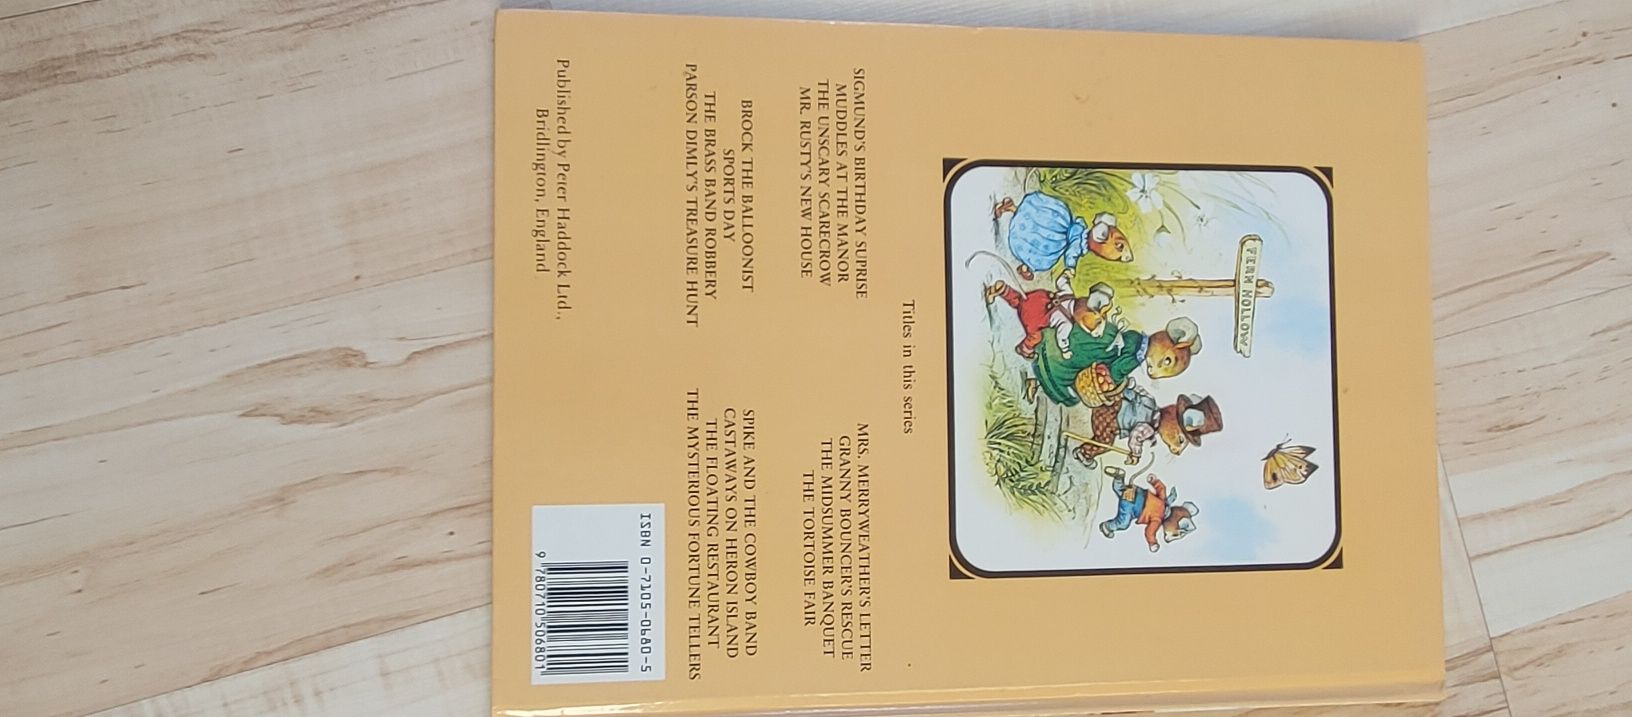 FERN HOLLOW
Titles in this series
SIGMUND'S BIRTHDAY SUPRISE
MUDDLES AT THE MANOR
THE UNSCARY SCARECROW
MR. RUSTY'S NEW HOUSE
MRS. MERRYWEATHER'S LETTER
GRANNY BOUNCER'S RESCUE
THE MIDSUMMER BANQUET
THE TORTOISE FAIR
BROCK THE BALLOONIST
SPORTS DAY
THE BRASS BAND ROBBERY
PARSON DIMLY'S TREASURE HUNT
SPIKE AND THE COWBOY BAND
CASTAWAYS ON HERON ISLAND
THE FLOATING RESTAURANT
THE MYSTERIOUS FORTUNE TELLERS
Published by Peter Haddock Ltd.,
Bridlington, England
ISBN 0-7105-0680-5
9 780710 506801